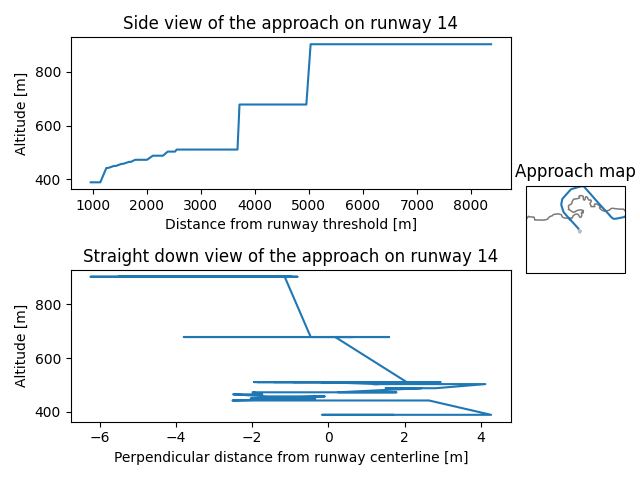 Side view of the approach on runway 14
Altitude [m]
800
600
400
1000 2000 3000 4000 5000 6000 7000 8000
Distance from runway threshold [m]
Approach map
Straight down view of the approach on runway 14
Altitude [m]
800
600
400
−6 −4 −2 0 2 4
Perpendicular distance from runway centerline [m]